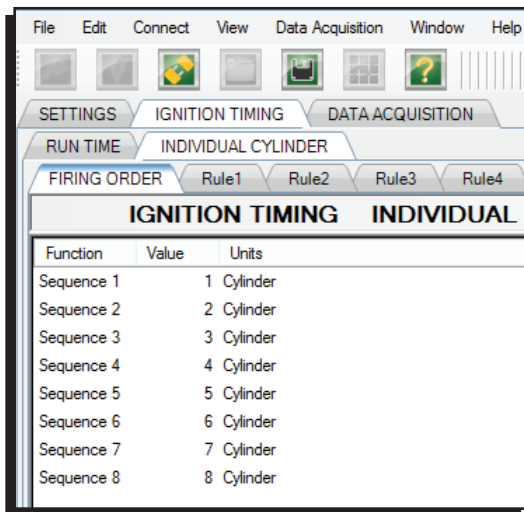 File Edit Connect View Data Acquisition Window Help
SETTINGS IGNITION TIMING DATA ACQUISITION
RUN TIME INDIVIDUAL CYLINDER
FIRING ORDER Rule1 Rule2 Rule3 Rule4
IGNITION TIMING INDIVIDUAL
Function Value Units
Sequence 1 1 Cylinder
Sequence 2 2 Cylinder
Sequence 3 3 Cylinder
Sequence 4 4 Cylinder
Sequence 5 5 Cylinder
Sequence 6 6 Cylinder
Sequence 7 7 Cylinder
Sequence 8 8 Cylinder